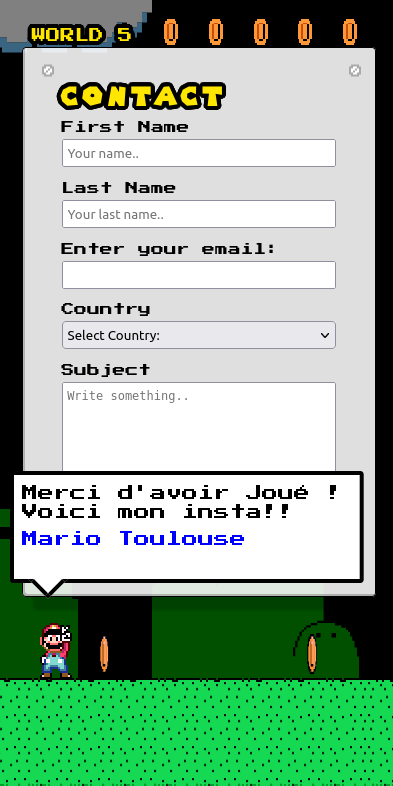 WORLD 5
CONTACT
First Name
Your name..
Last Name
Your last name..
Enter your email:
Country
Select Country:
Subject
Write something..
Merci d'avoir Joué !
Voici mon insta!!
Mario Toulouse